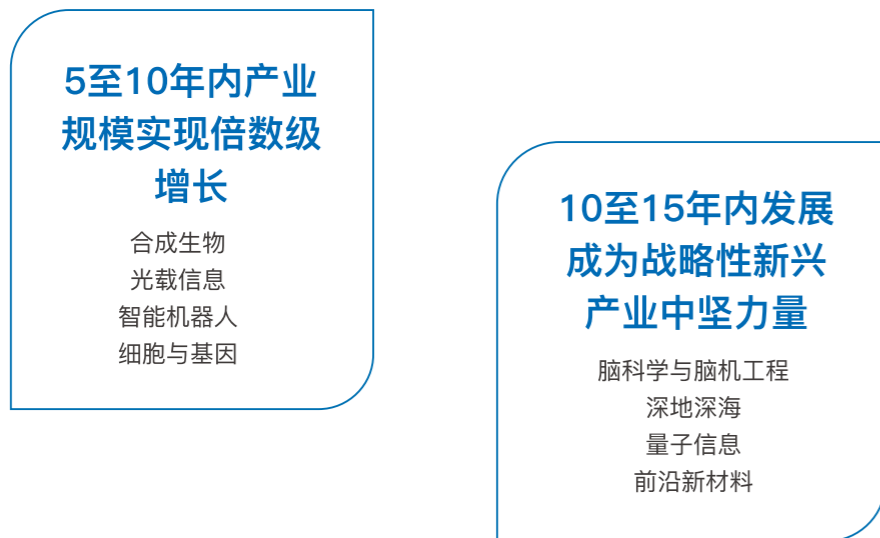 5至10年内产业
规模实现倍数级
增长
合成生物
光载信息
智能机器人
细胞与基因
10至15年内发展
成为战略性新兴
产业中坚力量
脑科学与脑机工程
深地深海
量子信息
前沿新材料